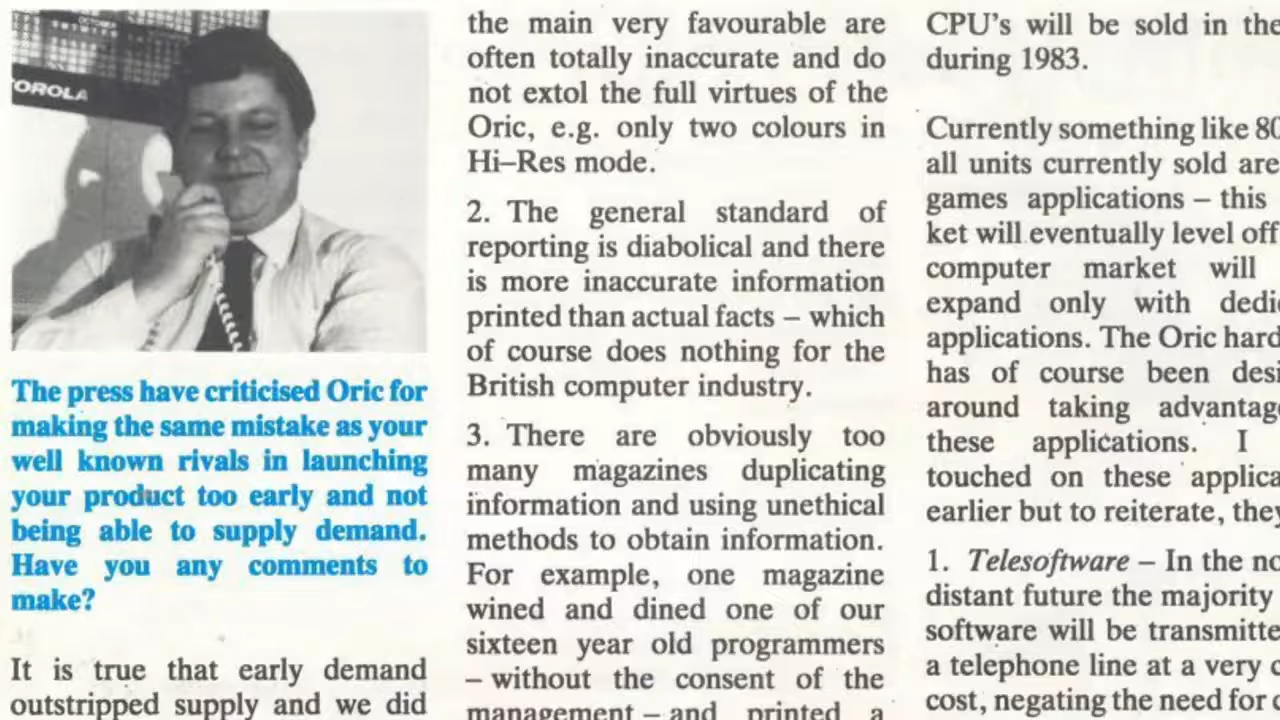 OROLA
The press have criticised Oric for
making the same mistake as your
well known rivals in launching
your product too early and not
being able to supply demand.
Have you any comments to
make?
It is true that early demand
outstripped supply and we did
the main very favourable are
often totally inaccurate and do
not extol the full virtues of the
Oric, e.g. only two colours in
Hi–Res mode.
2. The general standard of
reporting is diabolical and there
is more inaccurate information
printed than actual facts – which
of course does nothing for the
British computer industry.
3. There are obviously too
many magazines duplicating
information and using unethical
methods to obtain information.
For example, one magazine
wined and dined one of our
sixteen year old programmers
– without the consent of the
management – and printed a
CPU's will be sold in the
during 1983.
Currently something like 80
all units currently sold are
games applications – this
ket will eventually level off
computer market will
expand only with dedi
applications. The Oric hard
has of course been desi
around taking advantage
these applications. I
touched on these applica
earlier but to reiterate, they
1. Telesoftware – In the no
distant future the majority
software will be transmitte
a telephone line at a very
cost, negating the need for